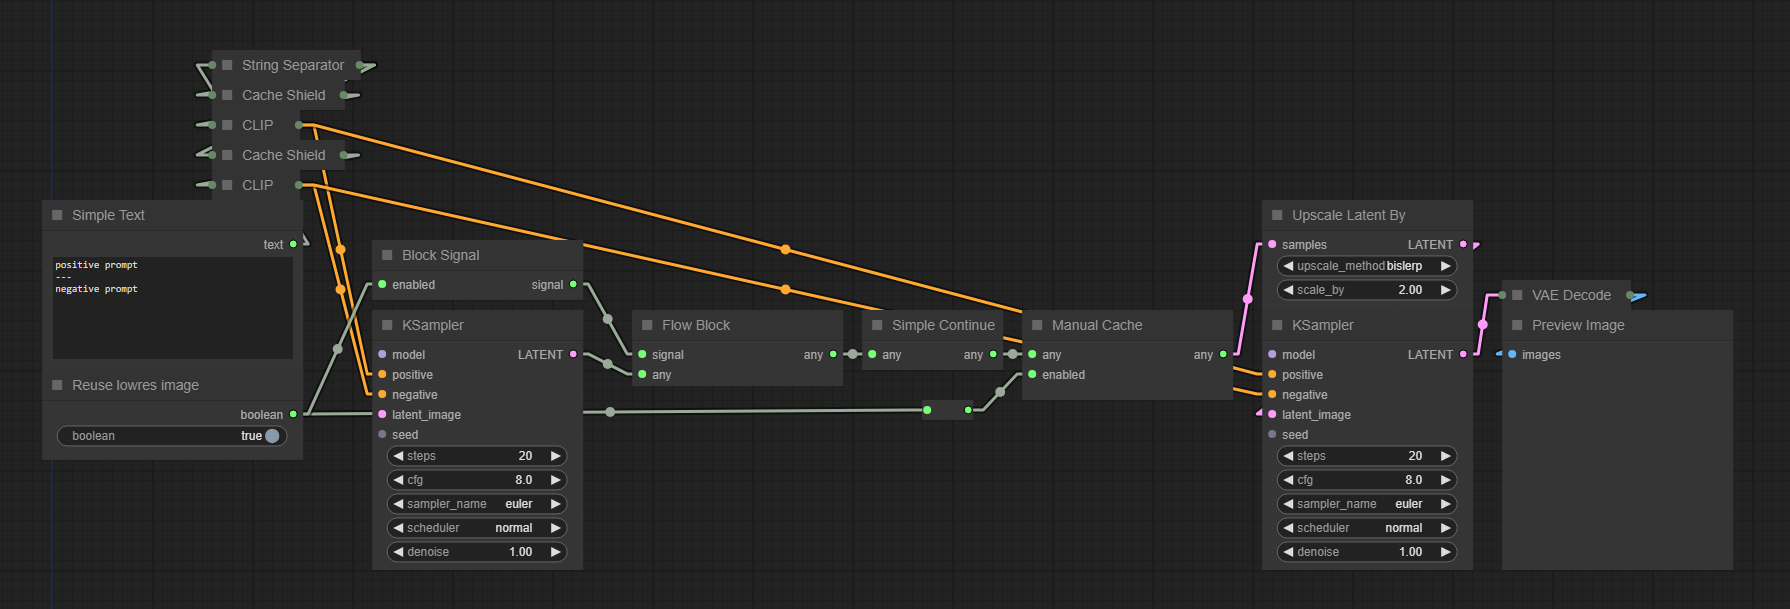 String Separator
Cache Shield
CLIP
Cache Shield
CLIP
Simple Text
text
positive prompt
---
negative prompt
Reuse lowres image
boolean
boolean true
Block Signal
enabled signal
KSampler
model LATENT
positive
negative
latent_image
seed
steps 20
cfg 8.0
sampler_name euler
scheduler normal
denoise 1.00
Flow Block
signal any
any
Simple Continue
any any
Manual Cache
any any
enabled
Upscale Latent By
samples LATENT
upscale_method bislerp
scale_by 2.00
KSampler
model LATENT
positive
negative
latent_image
seed
steps 20
cfg 8.0
sampler_name euler
scheduler normal
denoise 1.00
VAE Decode
Preview Image
images